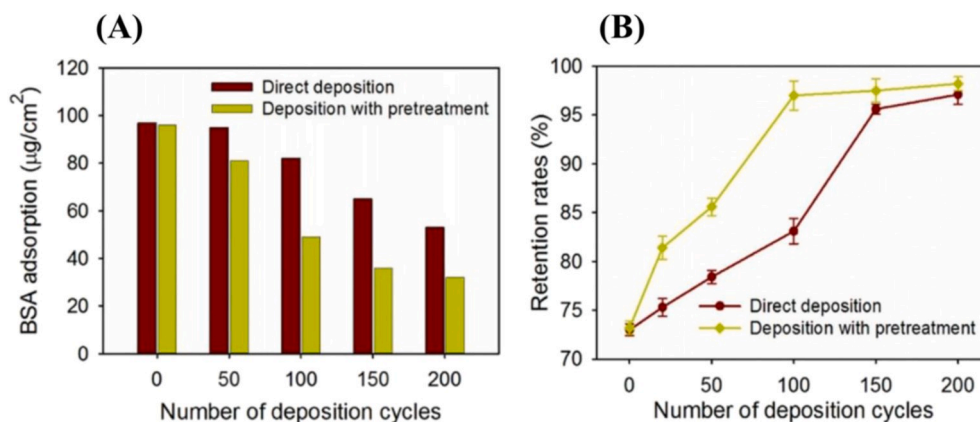 (A)
120
100
80
60
40
20
0
BSA adsorption (µg/cm²)
Direct deposition
Deposition with pretreatment
0 50 100 150 200
Number of deposition cycles
(B)
100
95
90
85
80
75
70
Retention rates (%)
Direct deposition
Deposition with pretreatment
0 50 100 150 200
Number of deposition cycles